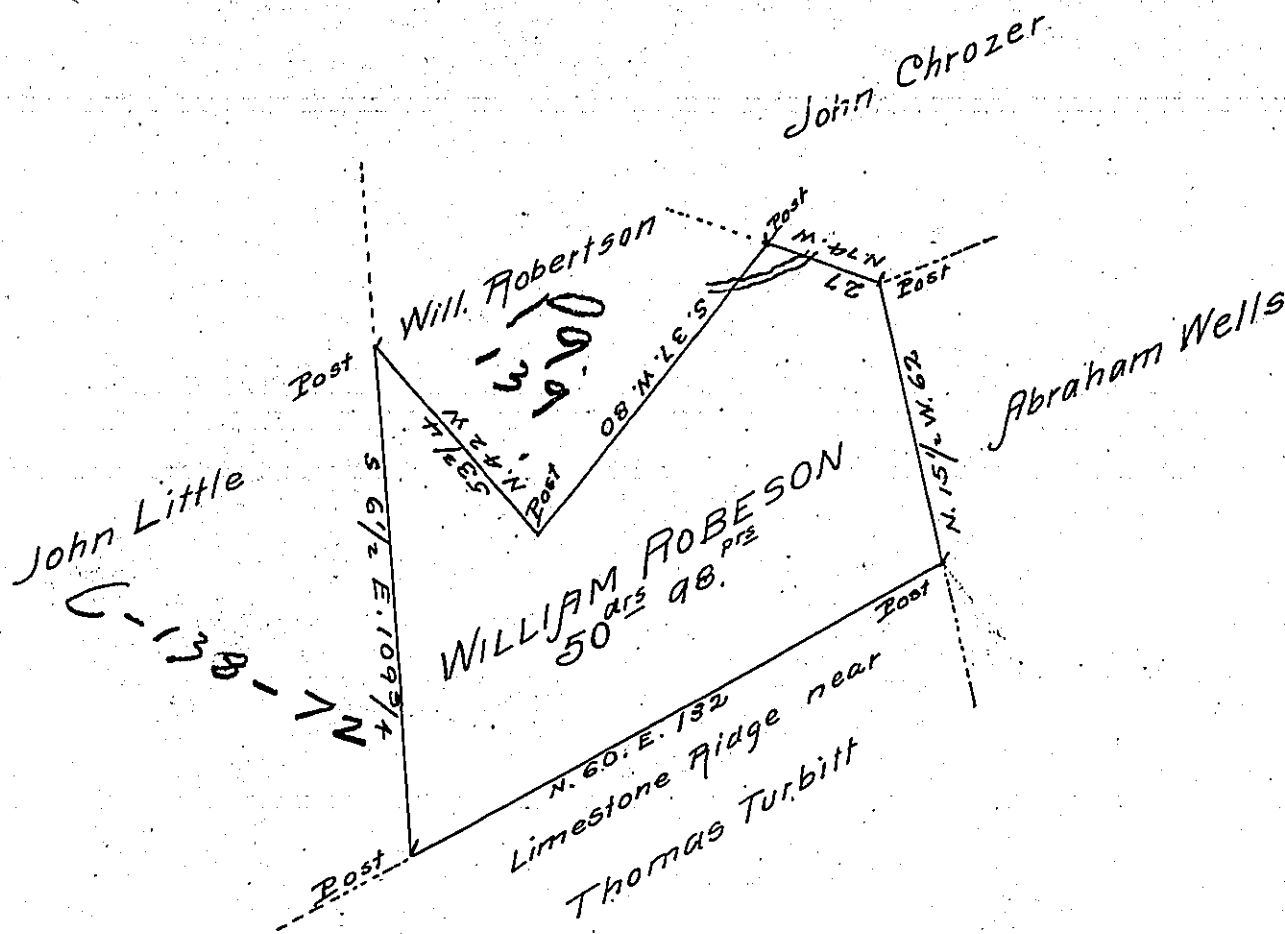 John Chrozer
Will. Robertson
Post
N. 74 W.
27
Post
Post
S. 37. W. 80
N. 42 W
53 3/4
Post
N. 15 1/2 W. 62
Abraham Wells
John Little
C-138-72
S 6 1/2 E. 109 3/4
WILLIAM ROBESON
50 ars 98. prs
Post
N. 60. E. 132
Limestone Ridge near
Thomas Turbitt
Post